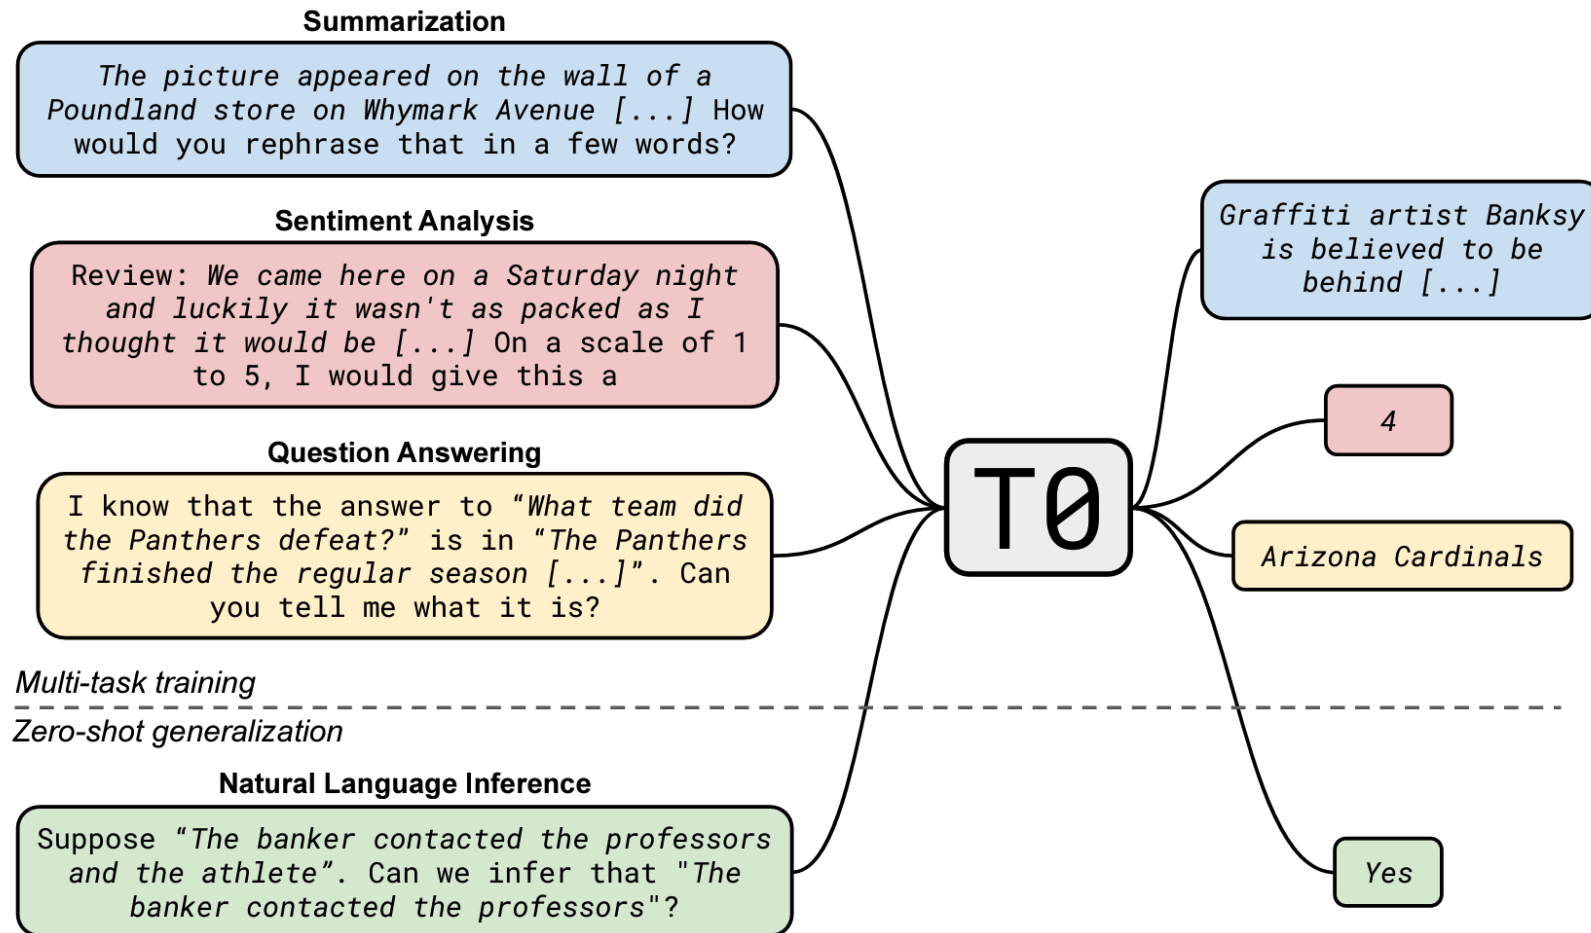 Summarization
The picture appeared on the wall of a
Poundland store on Whymark Avenue [...] How
would you rephrase that in a few words?
Sentiment Analysis
Review: We came here on a Saturday night
and luckily it wasn't as packed as I
thought it would be [...] On a scale of 1
to 5, I would give this a
Question Answering
I know that the answer to “What team did
the Panthers defeat?” is in “The Panthers
finished the regular season [...]”. Can
you tell me what it is?
Multi-task training
Zero-shot generalization
Natural Language Inference
Suppose “The banker contacted the professors
and the athlete”. Can we infer that "The
banker contacted the professors"?
T0
Graffiti artist Banksy
is believed to be
behind [...]
4
Arizona Cardinals
Yes